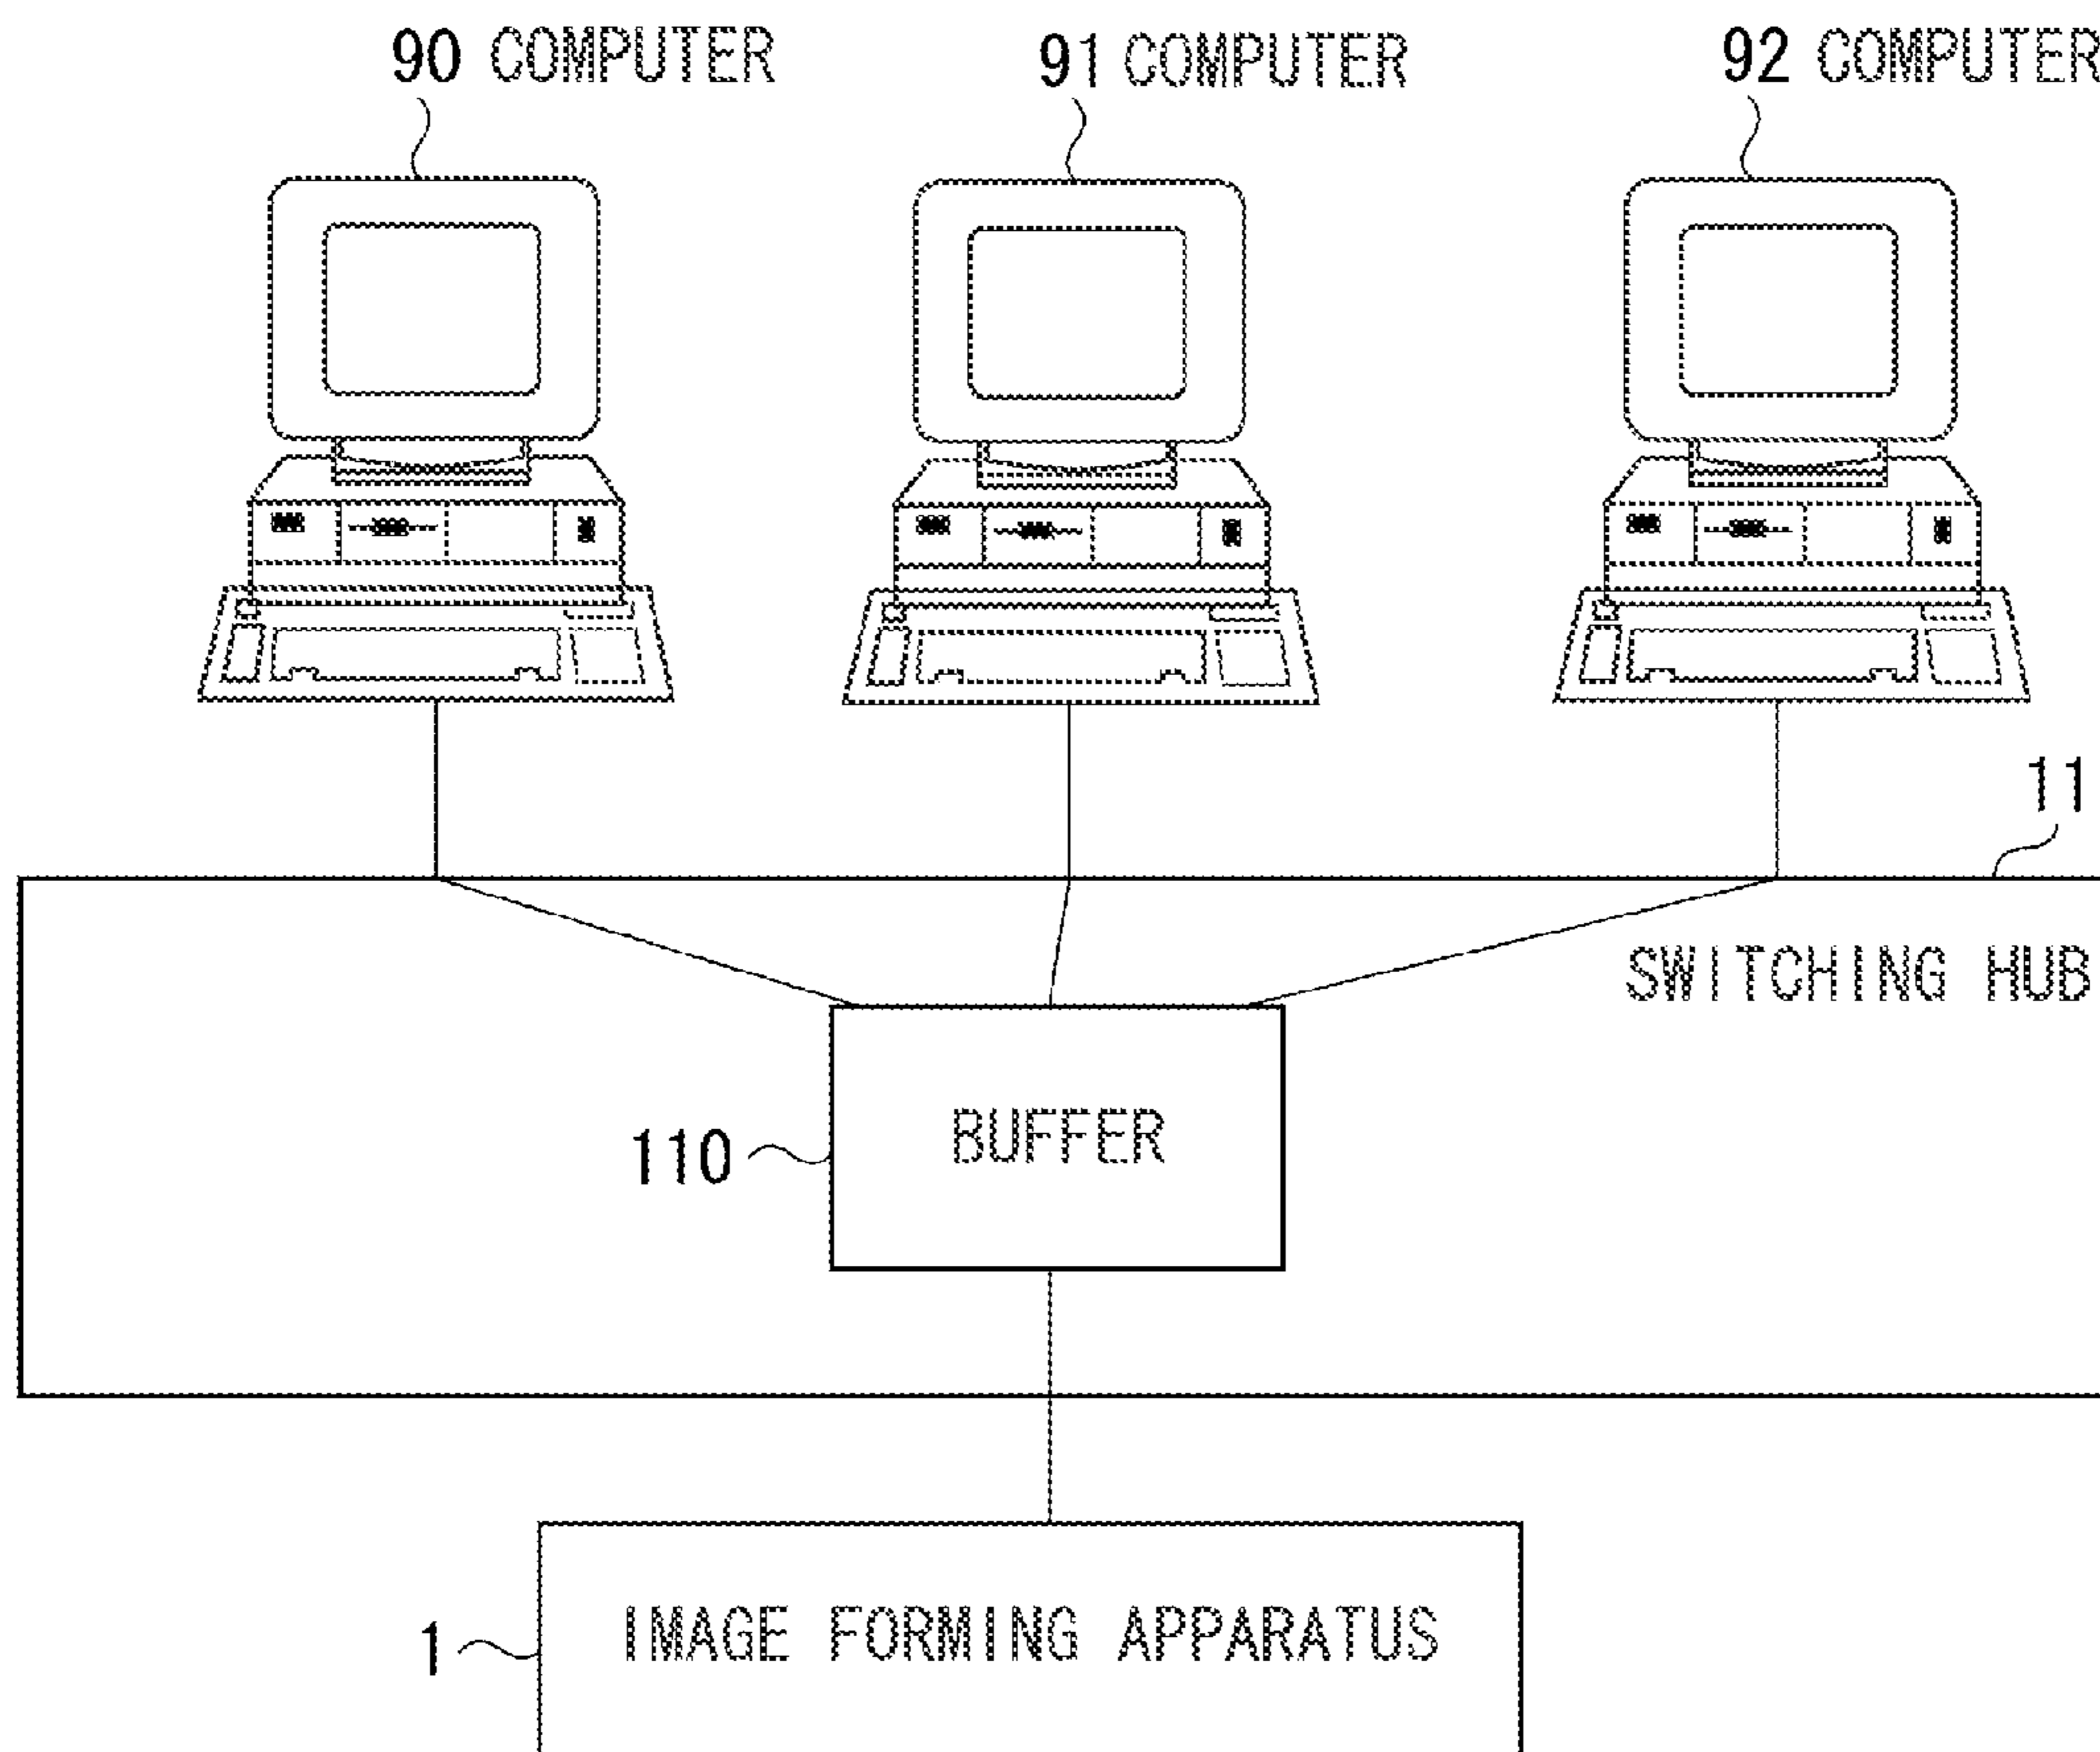 90 COMPUTER
91 COMPUTER
92 COMPUTER
11
SWITCHING HUB
110
BUFFER
1
IMAGE FORMING APPARATUS